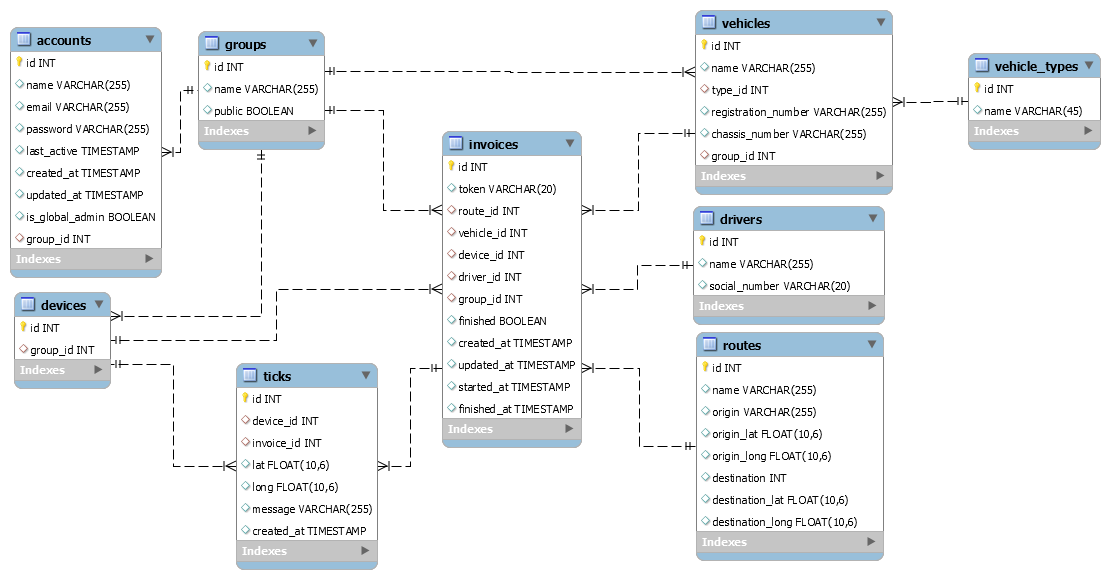 accounts
id INT
name VARCHAR(255)
email VARCHAR(255)
password VARCHAR(255)
last_active TIMESTAMP
created_at TIMESTAMP
updated_at TIMESTAMP
is_global_admin BOOLEAN
group_id INT
Indexes
groups
id INT
name VARCHAR(255)
public BOOLEAN
Indexes
vehicles
id INT
name VARCHAR(255)
type_id INT
registration_number VARCHAR(255)
chassis_number VARCHAR(255)
group_id INT
Indexes
vehicle_types
id INT
name VARCHAR(45)
Indexes
invoices
id INT
token VARCHAR(20)
route_id INT
vehicle_id INT
device_id INT
driver_id INT
group_id INT
finished BOOLEAN
created_at TIMESTAMP
updated_at TIMESTAMP
started_at TIMESTAMP
finished_at TIMESTAMP
Indexes
drivers
id INT
name VARCHAR(255)
social_number VARCHAR(20)
Indexes
devices
id INT
group_id INT
Indexes
ticks
id INT
device_id INT
invoice_id INT
lat FLOAT(10,6)
long FLOAT(10,6)
message VARCHAR(255)
created_at TIMESTAMP
Indexes
routes
id INT
name VARCHAR(255)
origin VARCHAR(255)
origin_lat FLOAT(10,6)
origin_long FLOAT(10,6)
destination INT
destination_lat FLOAT(10,6)
destination_long FLOAT(10,6)
Indexes